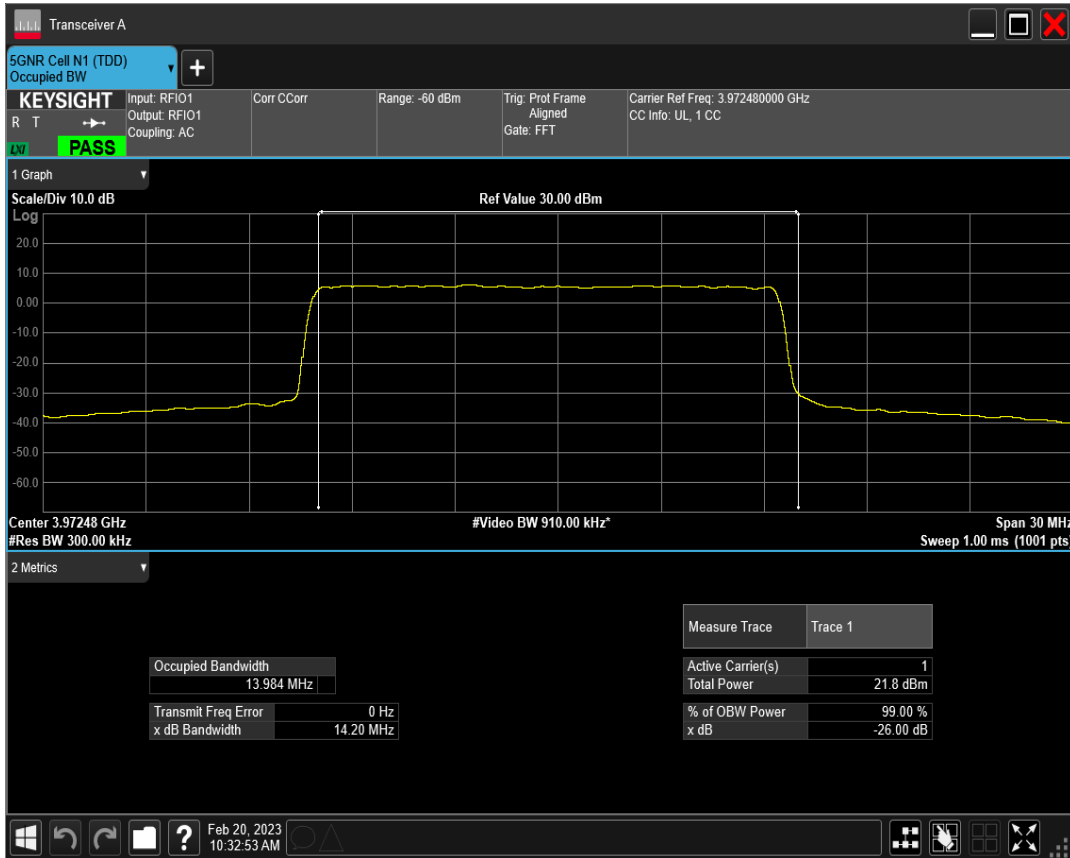 Transceiver A
5GNR Cell N1 (TDD)
Occupied BW
KEYSIGHT
R T
LXI
PASS
Input: RFIO1
Output: RFIO1
Coupling: AC
Corr CCorr
Range: -60 dBm
Trig: Prot Frame
Aligned
Gate: FFT
Carrier Ref Freq: 3.972480000 GHz
CC Info: UL, 1 CC
1 Graph
Scale/Div 10.0 dB
Ref Value 30.00 dBm
Log
20.0
10.0
0.00
-10.0
-20.0
-30.0
-40.0
-50.0
-60.0
Center 3.97248 GHz
#Video BW 910.00 kHz*
Span 30 MHz
#Res BW 300.00 kHz
Sweep 1.00 ms (1001 pts)
2 Metrics
Measure Trace Trace 1
Occupied Bandwidth
13.984 MHz
Active Carrier(s) 1
Total Power 21.8 dBm
Transmit Freq Error 0 Hz
x dB Bandwidth 14.20 MHz
% of OBW Power 99.00 %
x dB -26.00 dB
?
Feb 20, 2023
10:32:53 AM